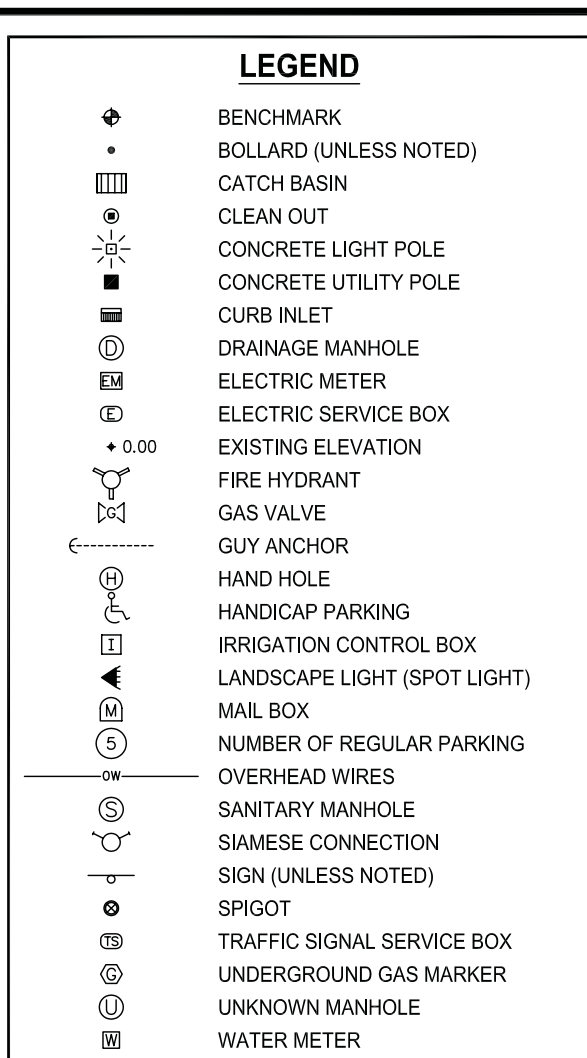 LEGEND
BENCHMARK
BOLLARD (UNLESS NOTED)
CATCH BASIN
CLEAN OUT
CONCRETE LIGHT POLE
CONCRETE UTILITY POLE
CURB INLET
D DRAINAGE MANHOLE
EM ELECTRIC METER
E ELECTRIC SERVICE BOX
0.00 EXISTING ELEVATION
FIRE HYDRANT
G GAS VALVE
GUY ANCHOR
H HAND HOLE
HANDICAP PARKING
I IRRIGATION CONTROL BOX
LANDSCAPE LIGHT (SPOT LIGHT)
M MAIL BOX
5 NUMBER OF REGULAR PARKING
OW OVERHEAD WIRES
S SANITARY MANHOLE
SIAMESE CONNECTION
SIGN (UNLESS NOTED)
SPIGOT
TS TRAFFIC SIGNAL SERVICE BOX
G UNDERGROUND GAS MARKER
U UNKNOWN MANHOLE
W WATER METER